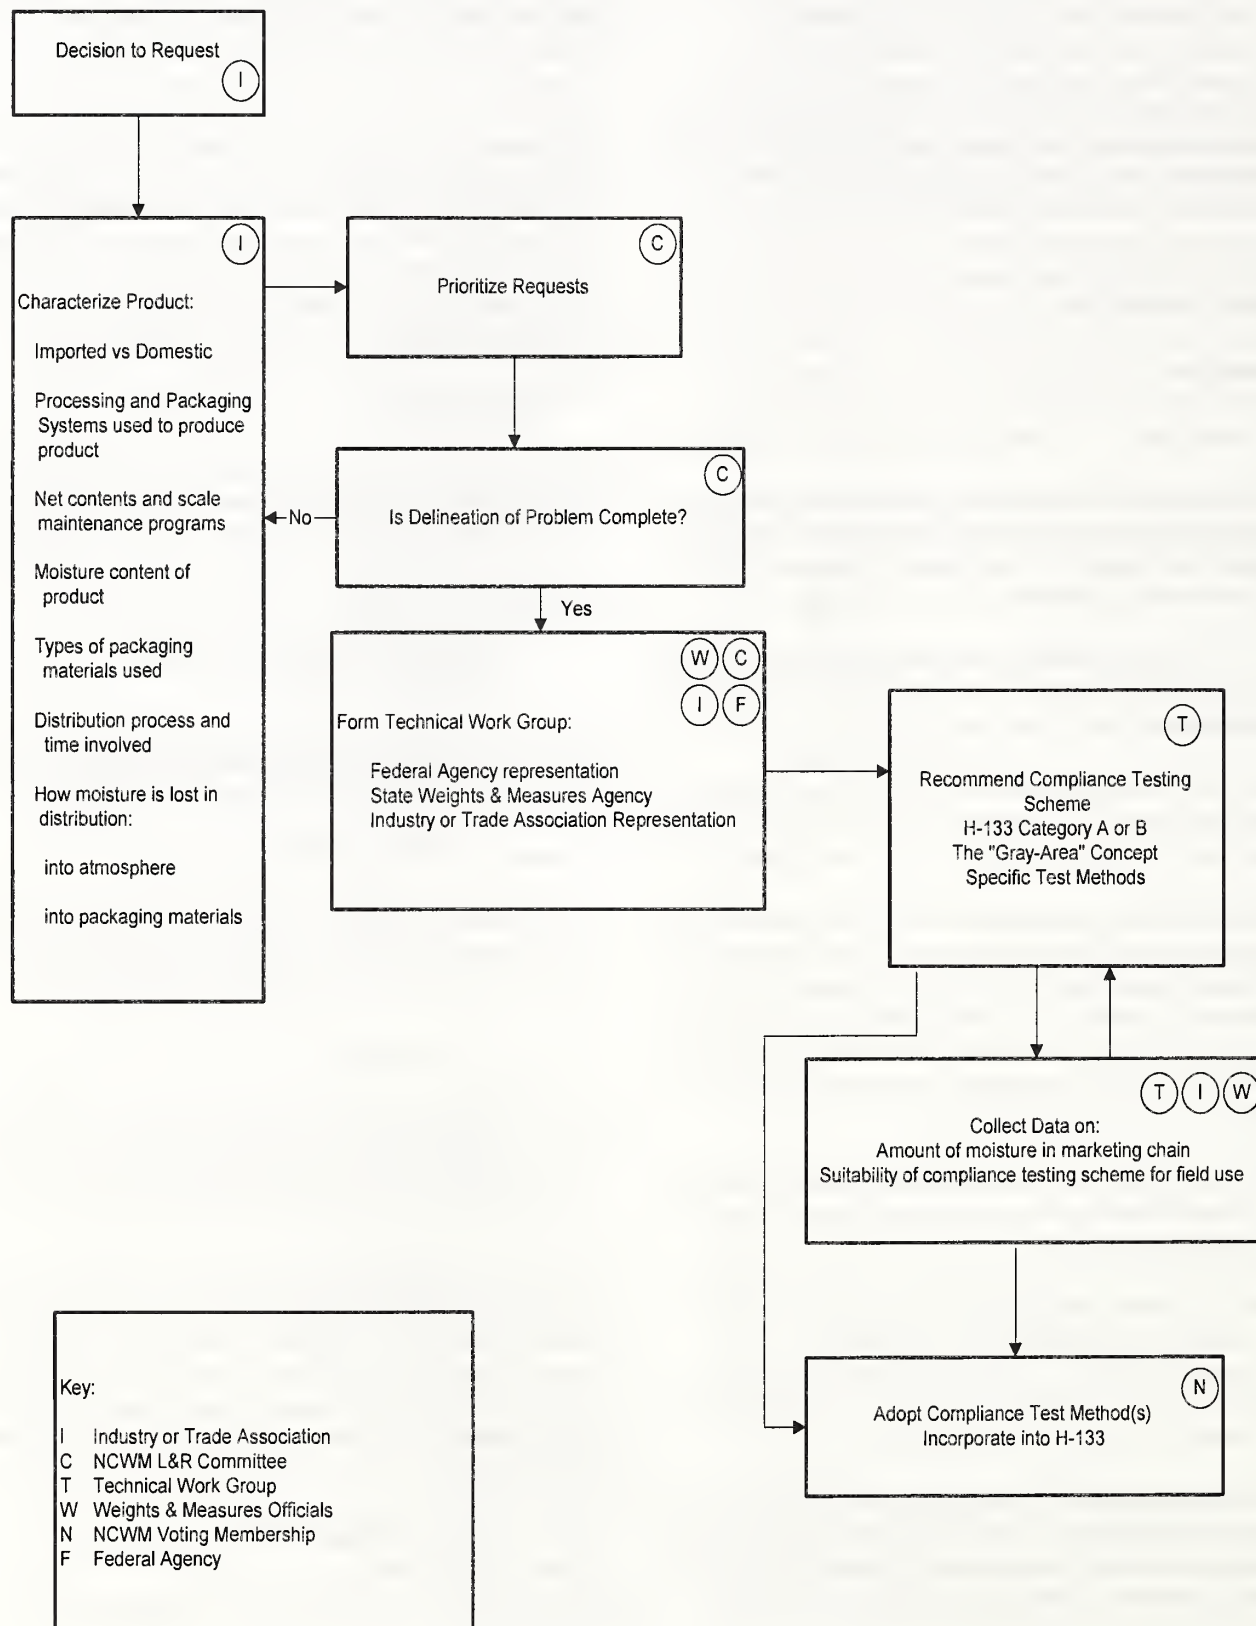 Decision to Request
I
I
Characterize Product:
Imported vs Domestic
Processing and Packaging
Systems used to produce
product
Net contents and scale
maintenance programs
Moisture content of
product
Types of packaging
materials used
Distribution process and
time involved
How moisture is lost in
distribution:
into atmosphere
into packaging materials
C
Prioritize Requests
C
Is Delineation of Problem Complete?
No
Yes
W C
I F
Form Technical Work Group:
Federal Agency representation
State Weights & Measures Agency
Industry or Trade Association Representation
T
Recommend Compliance Testing
Scheme
H-133 Category A or B
The "Gray-Area" Concept
Specific Test Methods
T I W
Collect Data on:
Amount of moisture in marketing chain
Suitability of compliance testing scheme for field use
N
Adopt Compliance Test Method(s)
Incorporate into H-133
Key:
I Industry or Trade Association
C NCWM L&R Committee
T Technical Work Group
W Weights & Measures Officials
N NCWM Voting Membership
F Federal Agency